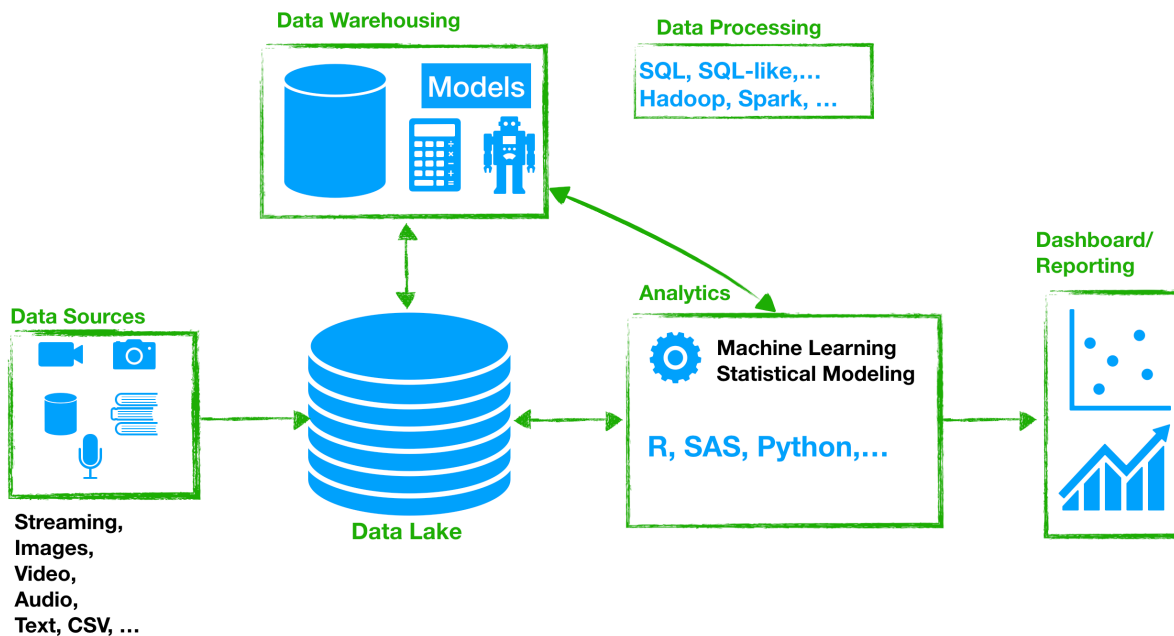 Data Warehousing
Models
Data Processing
SQL, SQL-like,...
Hadoop, Spark, ...
Data Sources
Streaming,
Images,
Video,
Audio,
Text, CSV, ...
Data Lake
Analytics
Machine Learning
Statistical Modeling
R, SAS, Python,...
Dashboard/
Reporting